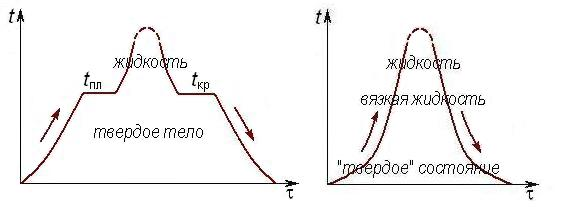 t
жидкость
tпл
tкр
твердое тело
τ
t
жидкость
вязкая жидкость
"твердое" состояние
τ